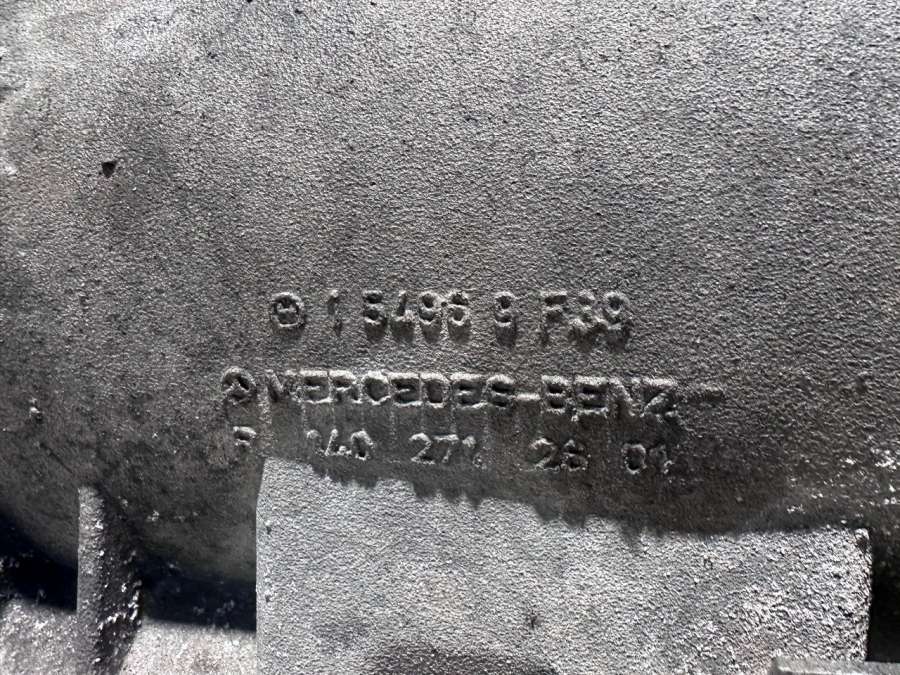 1 5496 9 F39
MERCEDES-BENZ
R 140 271 26 01